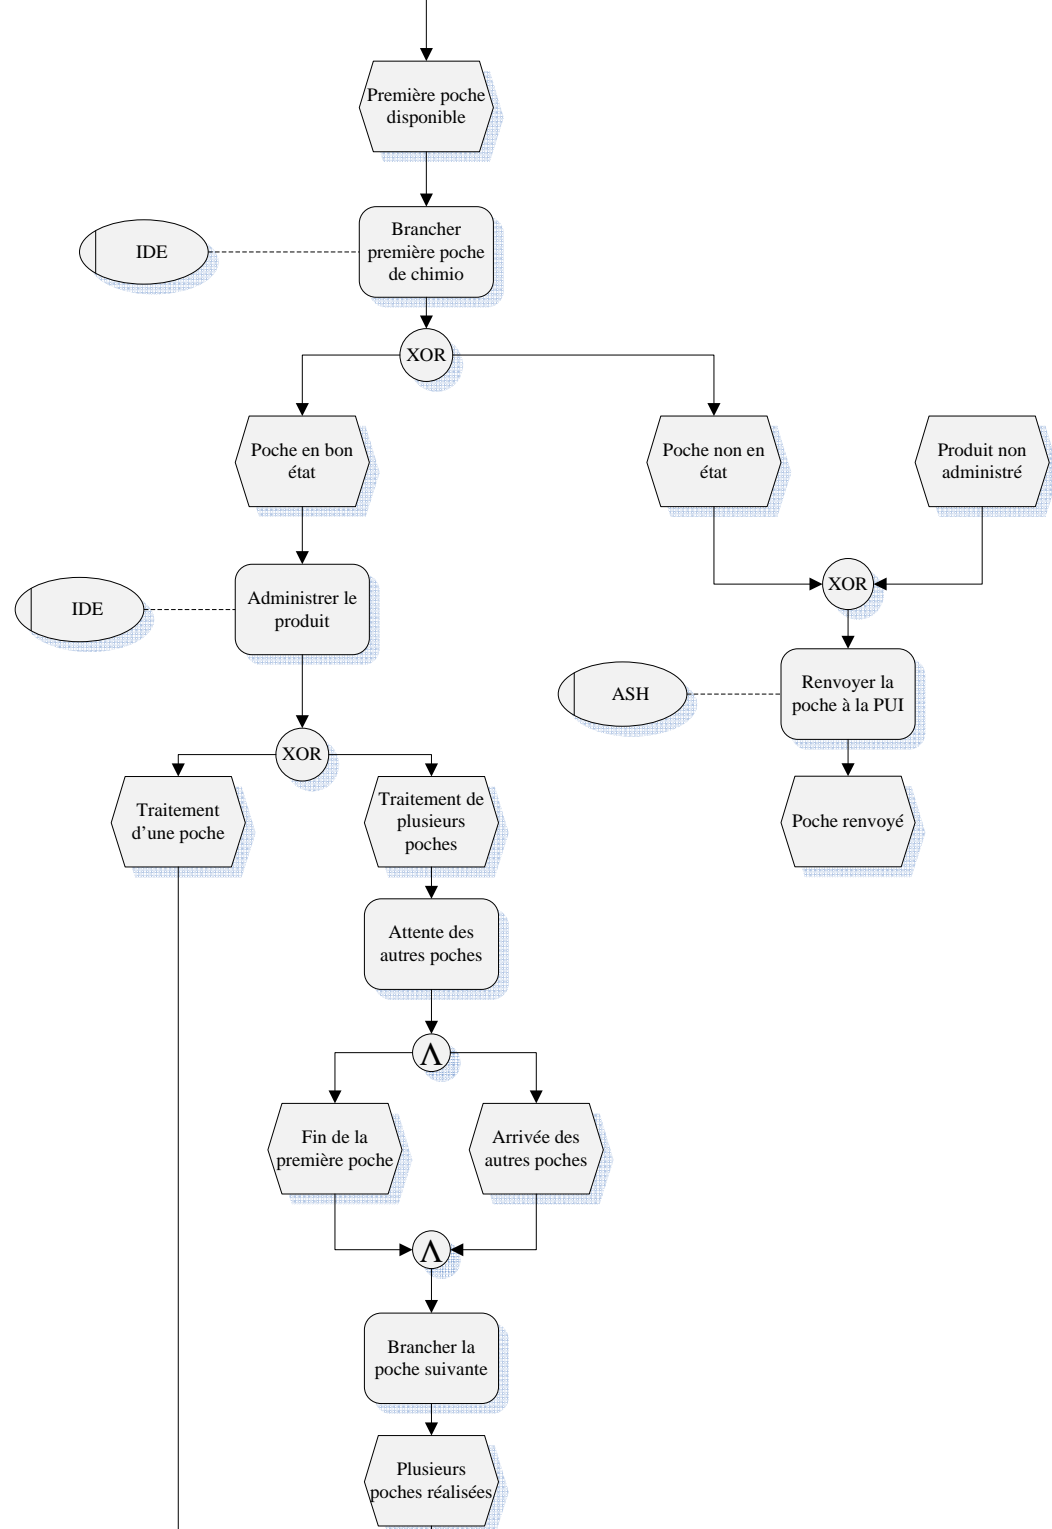 Première poche
disponible
Brancher
première poche
de chimio
IDE
XOR
Poche en bon
état
Poche non en
état
Produit non
administré
XOR
Administrer le
produit
IDE
Renvoyer la
poche à la PUI
ASH
XOR
Traitement
d’une poche
Traitement de
plusieurs
poches
Poche renvoyé
Attente des
autres poches
Λ
Fin de la
première poche
Arrivée des
autres poches
Λ
Brancher la
poche suivante
Plusieurs
poches réalisées